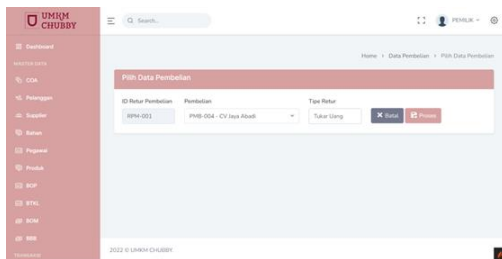 UMKM
CHUBBY
Search...
PEMILIK
Dashboard
MASTER DATA
COA
Pelanggan
Supplier
Bahan
Pegawai
Produk
BOP
BTKL
BOM
BBB
TRANSAKSI
Home > Data Pembelian > Pilih Data Pembelian
Pilih Data Pembelian
ID Retur Pembelian Pembelian Tipe Retur
RPM-001 PMB-004 - CV Jaya Abadi Tukar Uang Batal Proses
2022 © UMKM CHUBBY